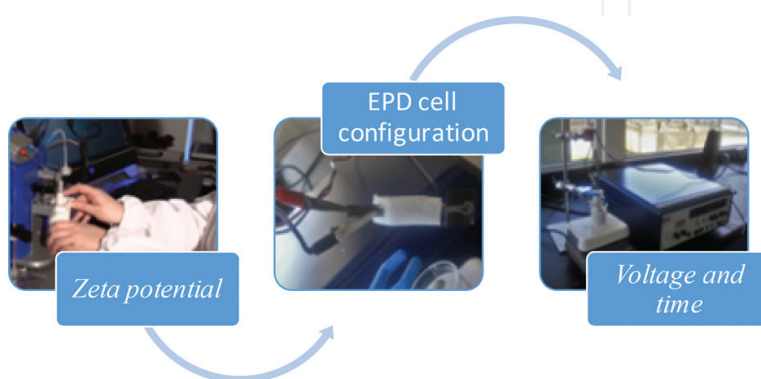 Zeta potential
EPD cell
configuration
Voltage and
time